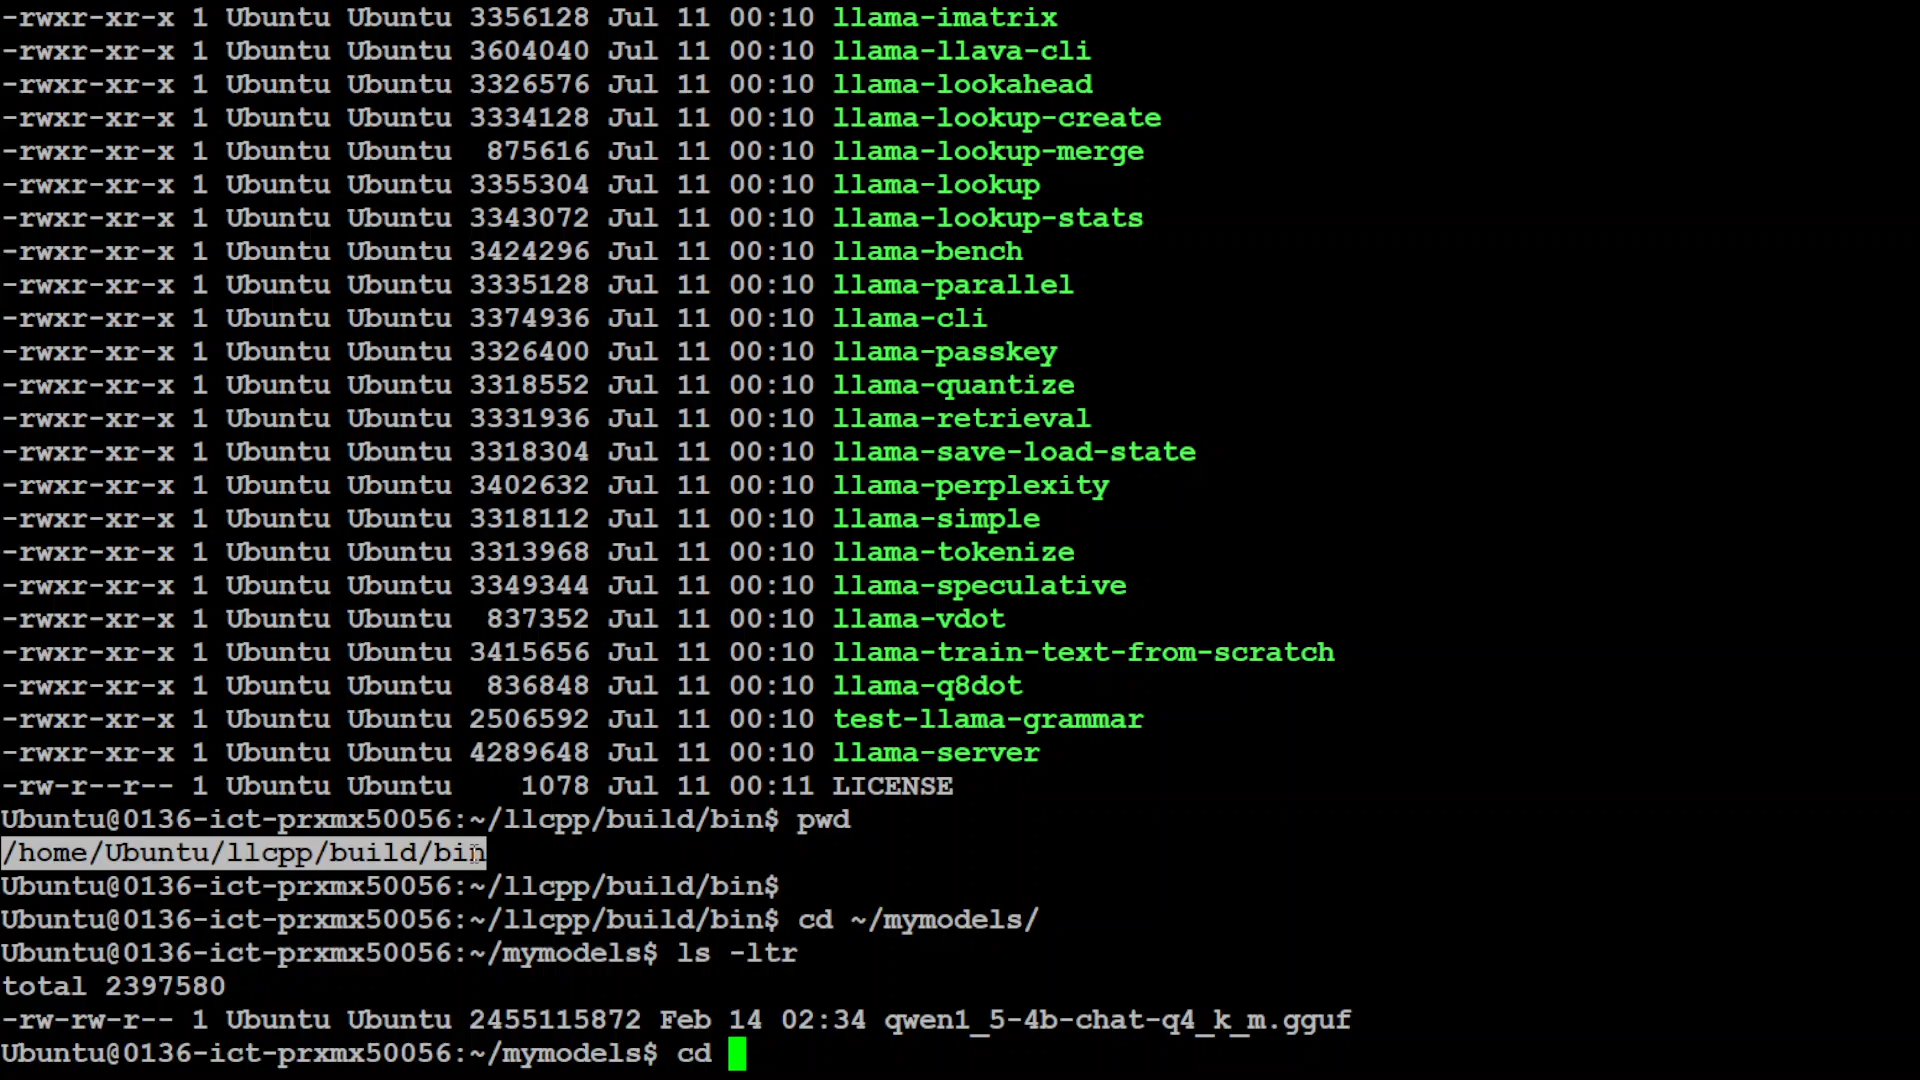 -rwxr-xr-x 1 Ubuntu Ubuntu 3356128 Jul 11 00:10 llama-imatrix
-rwxr-xr-x 1 Ubuntu Ubuntu 3604040 Jul 11 00:10 llama-llava-cli
-rwxr-xr-x 1 Ubuntu Ubuntu 3326576 Jul 11 00:10 llama-lookahead
-rwxr-xr-x 1 Ubuntu Ubuntu 3334128 Jul 11 00:10 llama-lookup-create
-rwxr-xr-x 1 Ubuntu Ubuntu  875616 Jul 11 00:10 llama-lookup-merge
-rwxr-xr-x 1 Ubuntu Ubuntu 3355304 Jul 11 00:10 llama-lookup
-rwxr-xr-x 1 Ubuntu Ubuntu 3343072 Jul 11 00:10 llama-lookup-stats
-rwxr-xr-x 1 Ubuntu Ubuntu 3424296 Jul 11 00:10 llama-bench
-rwxr-xr-x 1 Ubuntu Ubuntu 3335128 Jul 11 00:10 llama-parallel
-rwxr-xr-x 1 Ubuntu Ubuntu 3374936 Jul 11 00:10 llama-cli
-rwxr-xr-x 1 Ubuntu Ubuntu 3326400 Jul 11 00:10 llama-passkey
-rwxr-xr-x 1 Ubuntu Ubuntu 3318552 Jul 11 00:10 llama-quantize
-rwxr-xr-x 1 Ubuntu Ubuntu 3331936 Jul 11 00:10 llama-retrieval
-rwxr-xr-x 1 Ubuntu Ubuntu 3318304 Jul 11 00:10 llama-save-load-state
-rwxr-xr-x 1 Ubuntu Ubuntu 3402632 Jul 11 00:10 llama-perplexity
-rwxr-xr-x 1 Ubuntu Ubuntu 3318112 Jul 11 00:10 llama-simple
-rwxr-xr-x 1 Ubuntu Ubuntu 3313968 Jul 11 00:10 llama-tokenize
-rwxr-xr-x 1 Ubuntu Ubuntu 3349344 Jul 11 00:10 llama-speculative
-rwxr-xr-x 1 Ubuntu Ubuntu  837352 Jul 11 00:10 llama-vdot
-rwxr-xr-x 1 Ubuntu Ubuntu 3415656 Jul 11 00:10 llama-train-text-from-scratch
-rwxr-xr-x 1 Ubuntu Ubuntu  836848 Jul 11 00:10 llama-q8dot
-rwxr-xr-x 1 Ubuntu Ubuntu 2506592 Jul 11 00:10 test-llama-grammar
-rwxr-xr-x 1 Ubuntu Ubuntu 4289648 Jul 11 00:10 llama-server
-rw-r--r-- 1 Ubuntu Ubuntu    1078 Jul 11 00:11 LICENSE
Ubuntu@0136-ict-prxmx50056:~/llcpp/build/bin$ pwd
/home/Ubuntu/llcpp/build/bin
Ubuntu@0136-ict-prxmx50056:~/llcpp/build/bin$
Ubuntu@0136-ict-prxmx50056:~/llcpp/build/bin$ cd ~/mymodels/
Ubuntu@0136-ict-prxmx50056:~/mymodels$ ls -ltr
total 2397580
-rw-rw-r-- 1 Ubuntu Ubuntu 2455115872 Feb 14 02:34 qwen1_5-4b-chat-q4_k_m.gguf
Ubuntu@0136-ict-prxmx50056:~/mymodels$ cd